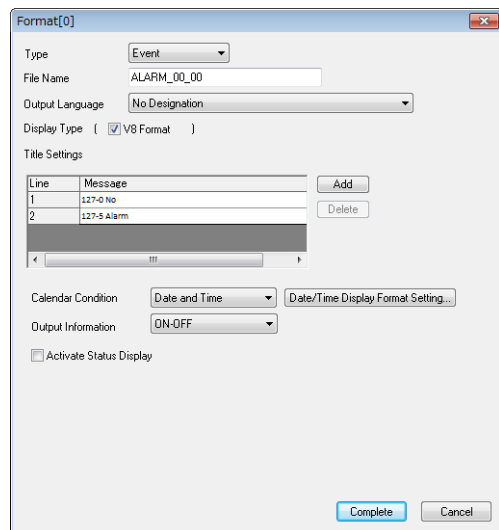 Format[0]
Type Event
File Name ALARM_00_00
Output Language No Designation
Display Type ( V8 Format )
Title Settings
Line Message
1 127-0 No
2 127-5 Alarm
Add
Delete
Calendar Condition Date and Time Date/Time Display Format Setting...
Output Information ON-OFF
Activate Status Display
Complete Cancel